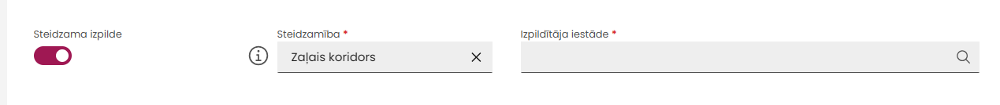 Steidzama izpilde
Steidzamība *
Izpildītāja iestāde *
Zaļais koridors